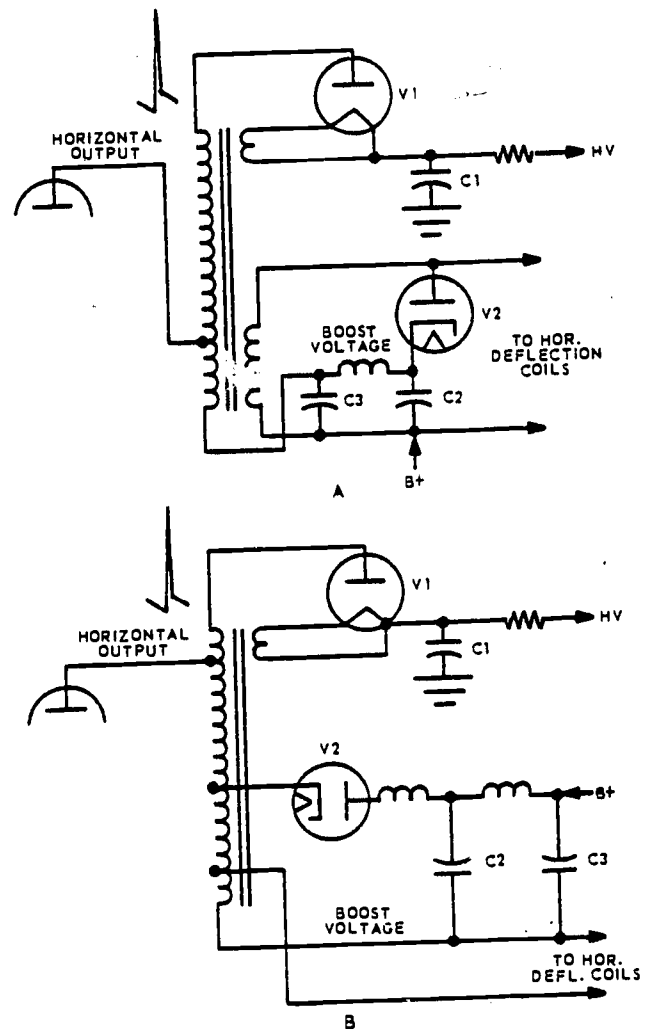 V1
HORIZONTAL
OUTPUT
HV
C1
V2
BOOST
VOLTAGE
TO HOR.
DEFLECTION
COILS
C3
C2
B+
A
V1
HV
HORIZONTAL
OUTPUT
C1
V2
B+
C2
C3
BOOST
VOLTAGE
TO HOR.
DEFL. COILS
B